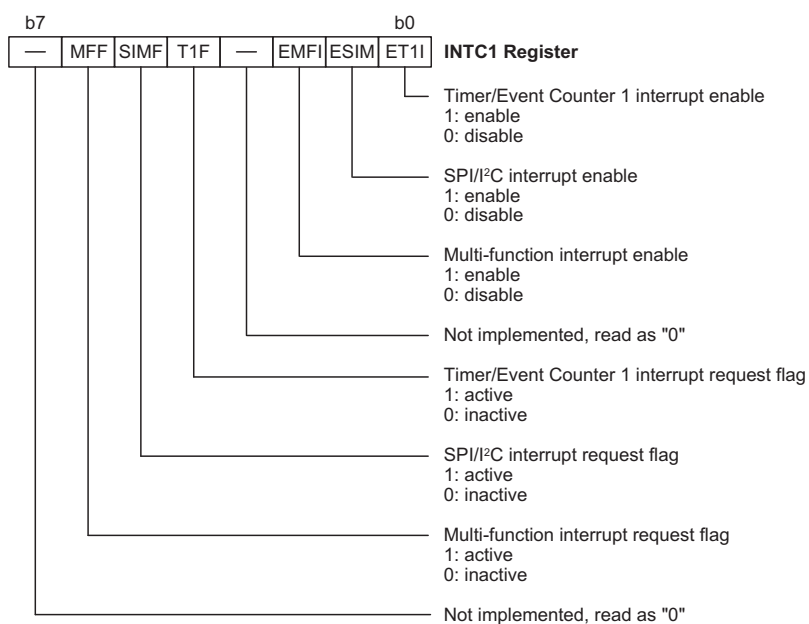 b7 b0
— MFF SIMF T1F — EMFI ESIM ET1I INTC1 Register
Timer/Event Counter 1 interrupt enable
1: enable
0: disable
SPI/I²C interrupt enable
1: enable
0: disable
Multi-function interrupt enable
1: enable
0: disable
Not implemented, read as "0"
Timer/Event Counter 1 interrupt request flag
1: active
0: inactive
SPI/I²C interrupt request flag
1: active
0: inactive
Multi-function interrupt request flag
1: active
0: inactive
Not implemented, read as "0"